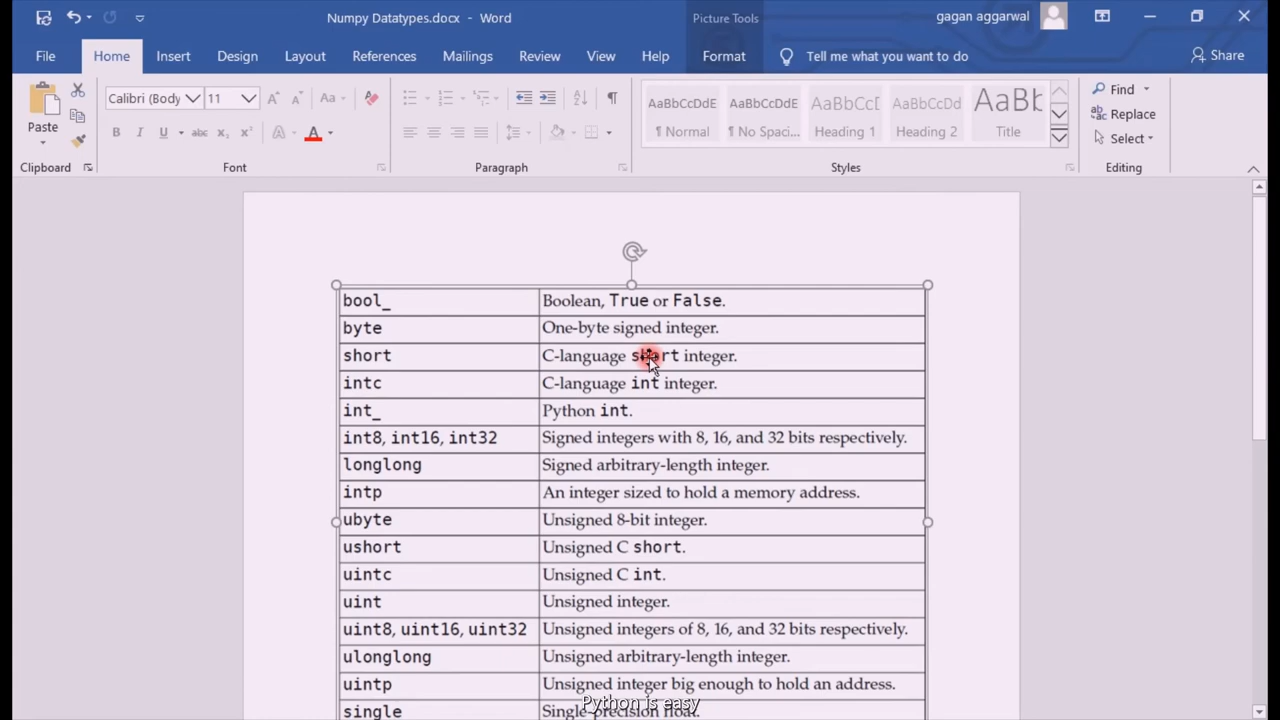 Numpy Datatypes.docx - Word
Picture Tools
gagan aggarwal
File Home Insert Design Layout References Mailings Review View Help Format Tell me what you want to do Share
Paste
Calibri (Body 11
Aa
B I U abc x₂ x² A A
AaBbCcDdE AaBbCcDdE AaBbCcI AaBbCcDd AaBb
¶ Normal ¶ No Spaci... Heading 1 Heading 2 Title
Find
Replace
Select
Clipboard Font Paragraph Styles Editing
bool_ Boolean, True or False.
byte One-byte signed integer.
short C-language short integer.
intc C-language int integer.
int_ Python int.
int8, int16, int32 Signed integers with 8, 16, and 32 bits respectively.
longlong Signed arbitrary-length integer.
intp An integer sized to hold a memory address.
ubyte Unsigned 8-bit integer.
ushort Unsigned C short.
uintc Unsigned C int.
uint Unsigned integer.
uint8, uint16, uint32 Unsigned integers of 8, 16, and 32 bits respectively.
ulonglong Unsigned arbitrary-length integer.
uintp Unsigned integer big enough to hold an address.
single Single-precision float.
Python is easy